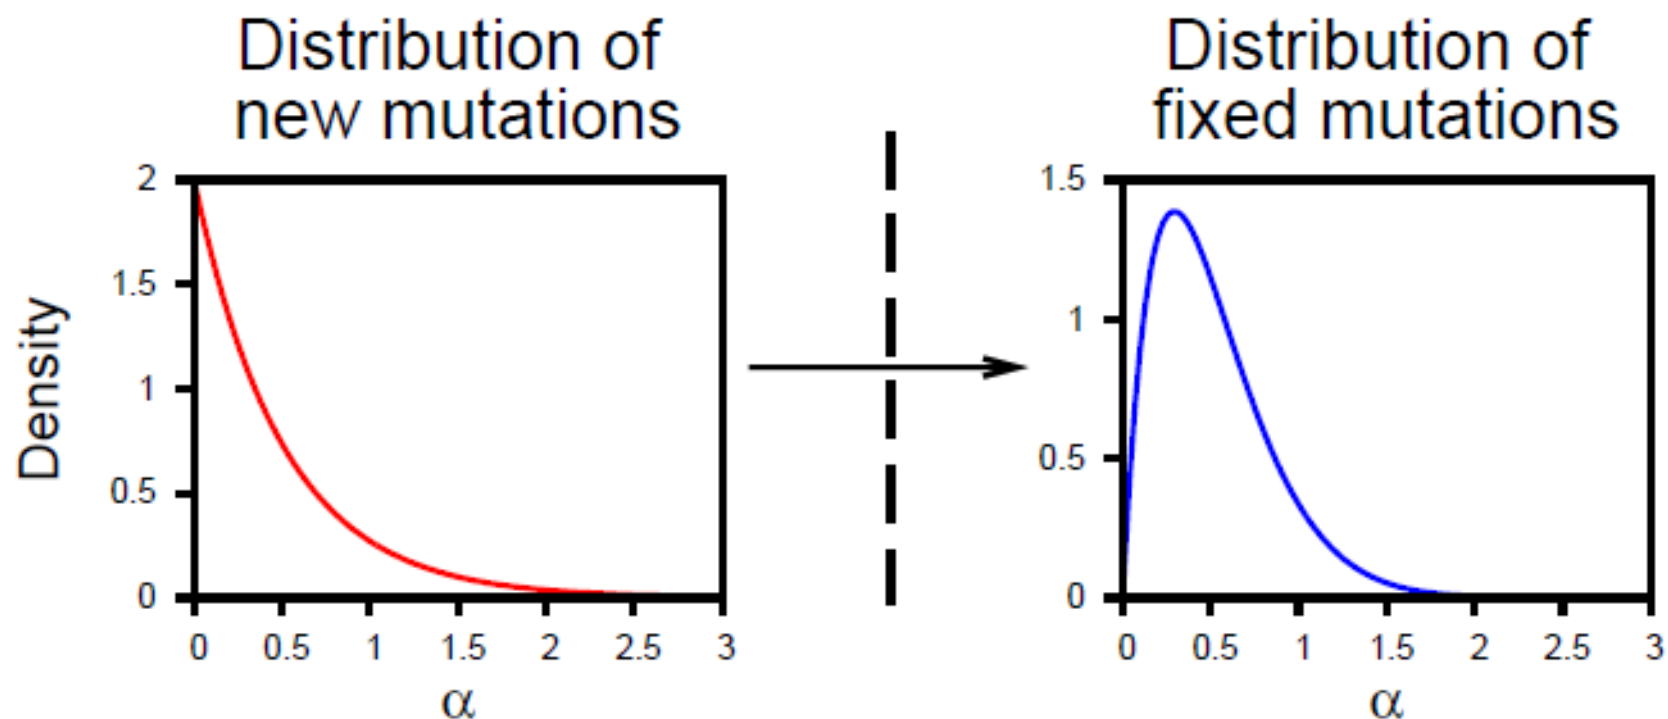 Distribution of
new mutations
Distribution of
fixed mutations
Density
2
1.5
1
0.5
0
0 0.5 1 1.5 2 2.5 3
α
1.5
1
0.5
0
0 0.5 1 1.5 2 2.5 3
α